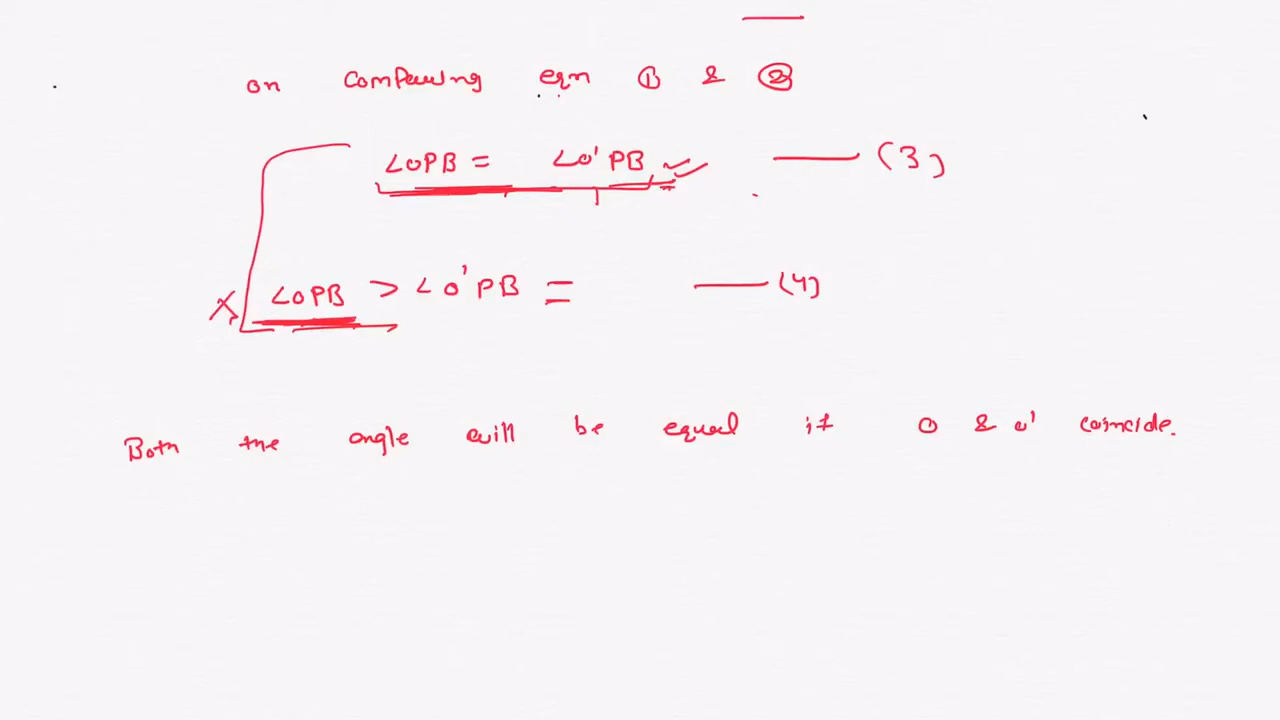 on comparing eqn ① & ②
∠OPB = ∠O'PB —— (3)
∠OPB > ∠O'PB = —— (4)
Both the angle will be equal if O & O' coincide.